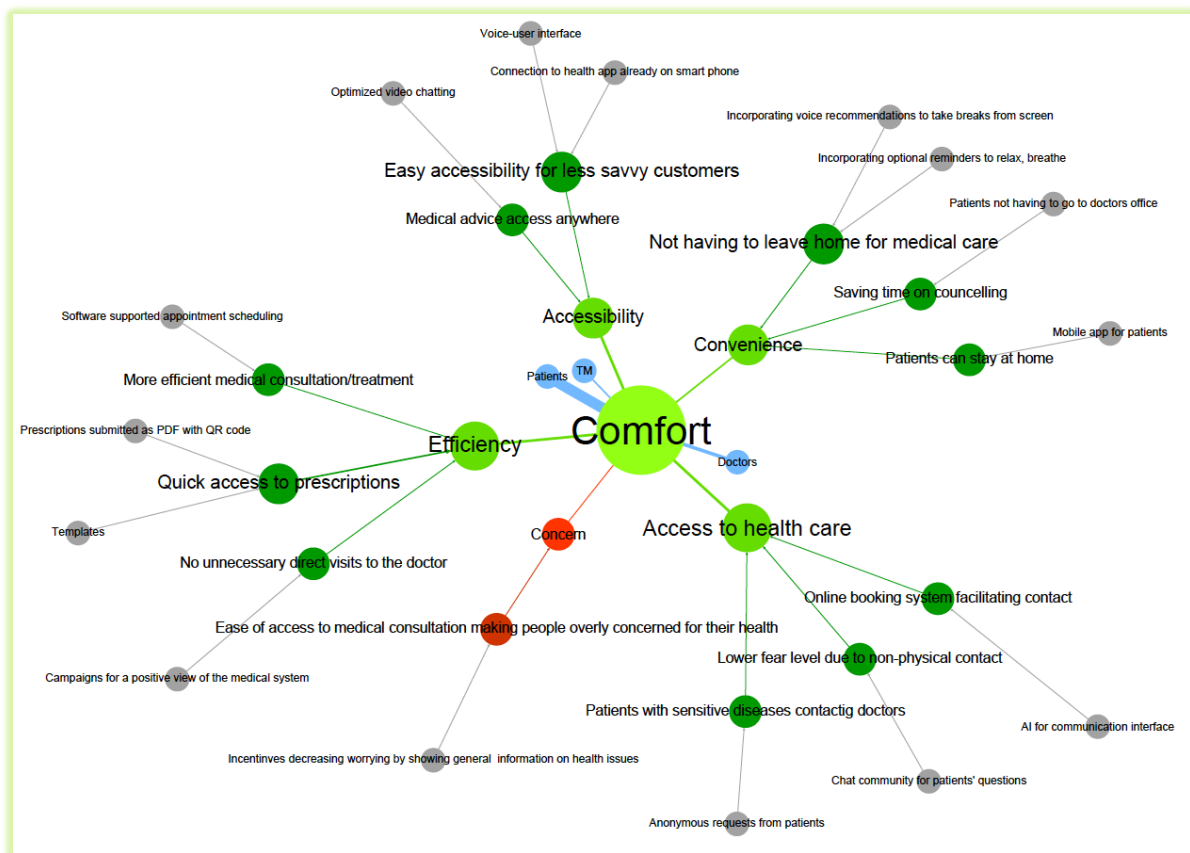 Voice-user interface
Connection to health app already on smart phone
Optimized video chatting
Incorporating voice recommendations to take breaks from screen
Incorporating optional reminders to relax, breathe
Easy accessibility for less savvy customers
Patients not having to go to doctors office
Medical advice access anywhere
Not having to leave home for medical care
Saving time on councelling
Software supported appointment scheduling
Accessibility
Mobile app for patients
Convenience
Patients can stay at home
TM
Patients
More efficient medical consultation/treatment
Prescriptions submitted as PDF with QR code
Comfort
Efficiency
Doctors
Quick access to prescriptions
Templates
Concern
Access to health care
No unnecessary direct visits to the doctor
Online booking system facilitating contact
Ease of access to medical consultation making people overly concerned for their health
Lower fear level due to non-physical contact
Campaigns for a positive view of the medical system
Patients with sensitive diseases contactig doctors
AI for communication interface
Incentinves decreasing worrying by showing general  information on health issues
Chat community for patients' questions
Anonymous requests from patients